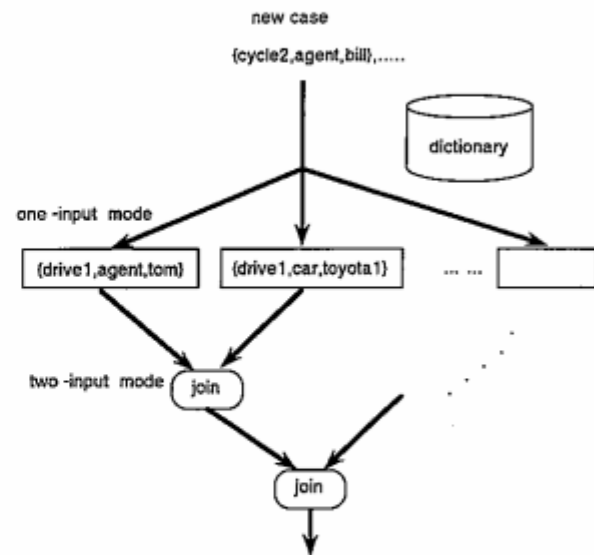 new case
{cycle2,agent,bill},.....
dictionary
one -input mode
{drive1,agent,tom}
{drive1,car,toyota1}
... ...
two -input mode
join
join